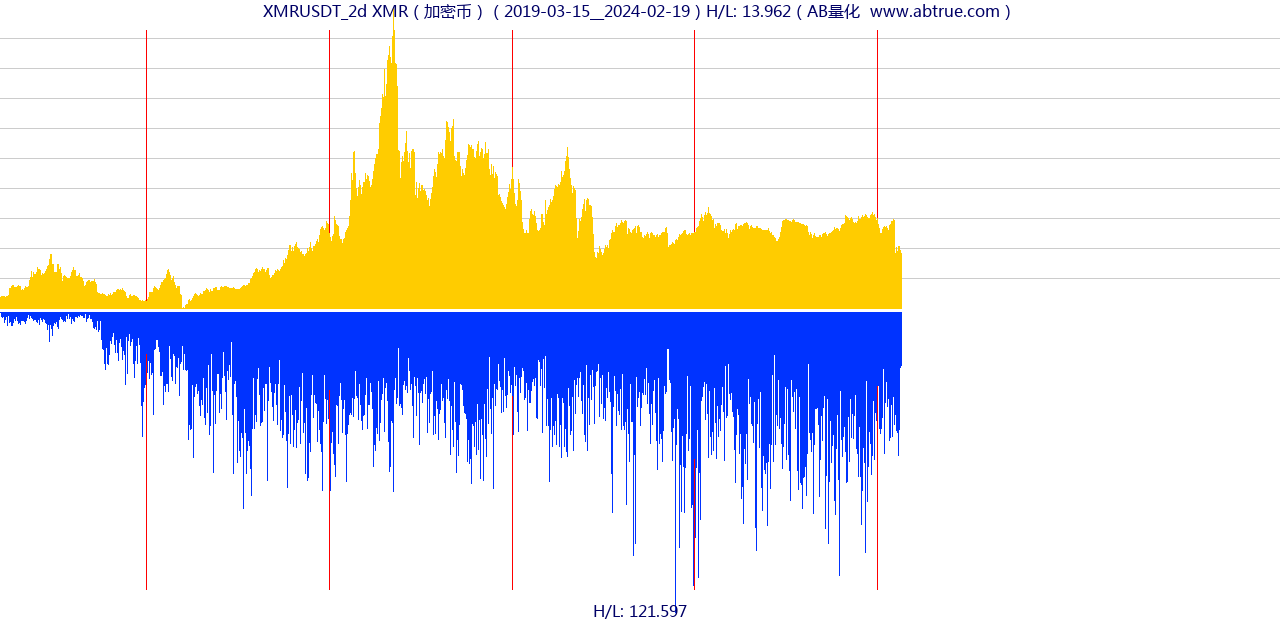 XMRUSDT_2d XMR（加密币）（2019-03-15__2024-02-19）H/L: 13.962（AB量化  www.abtrue.com）
H/L: 121.597